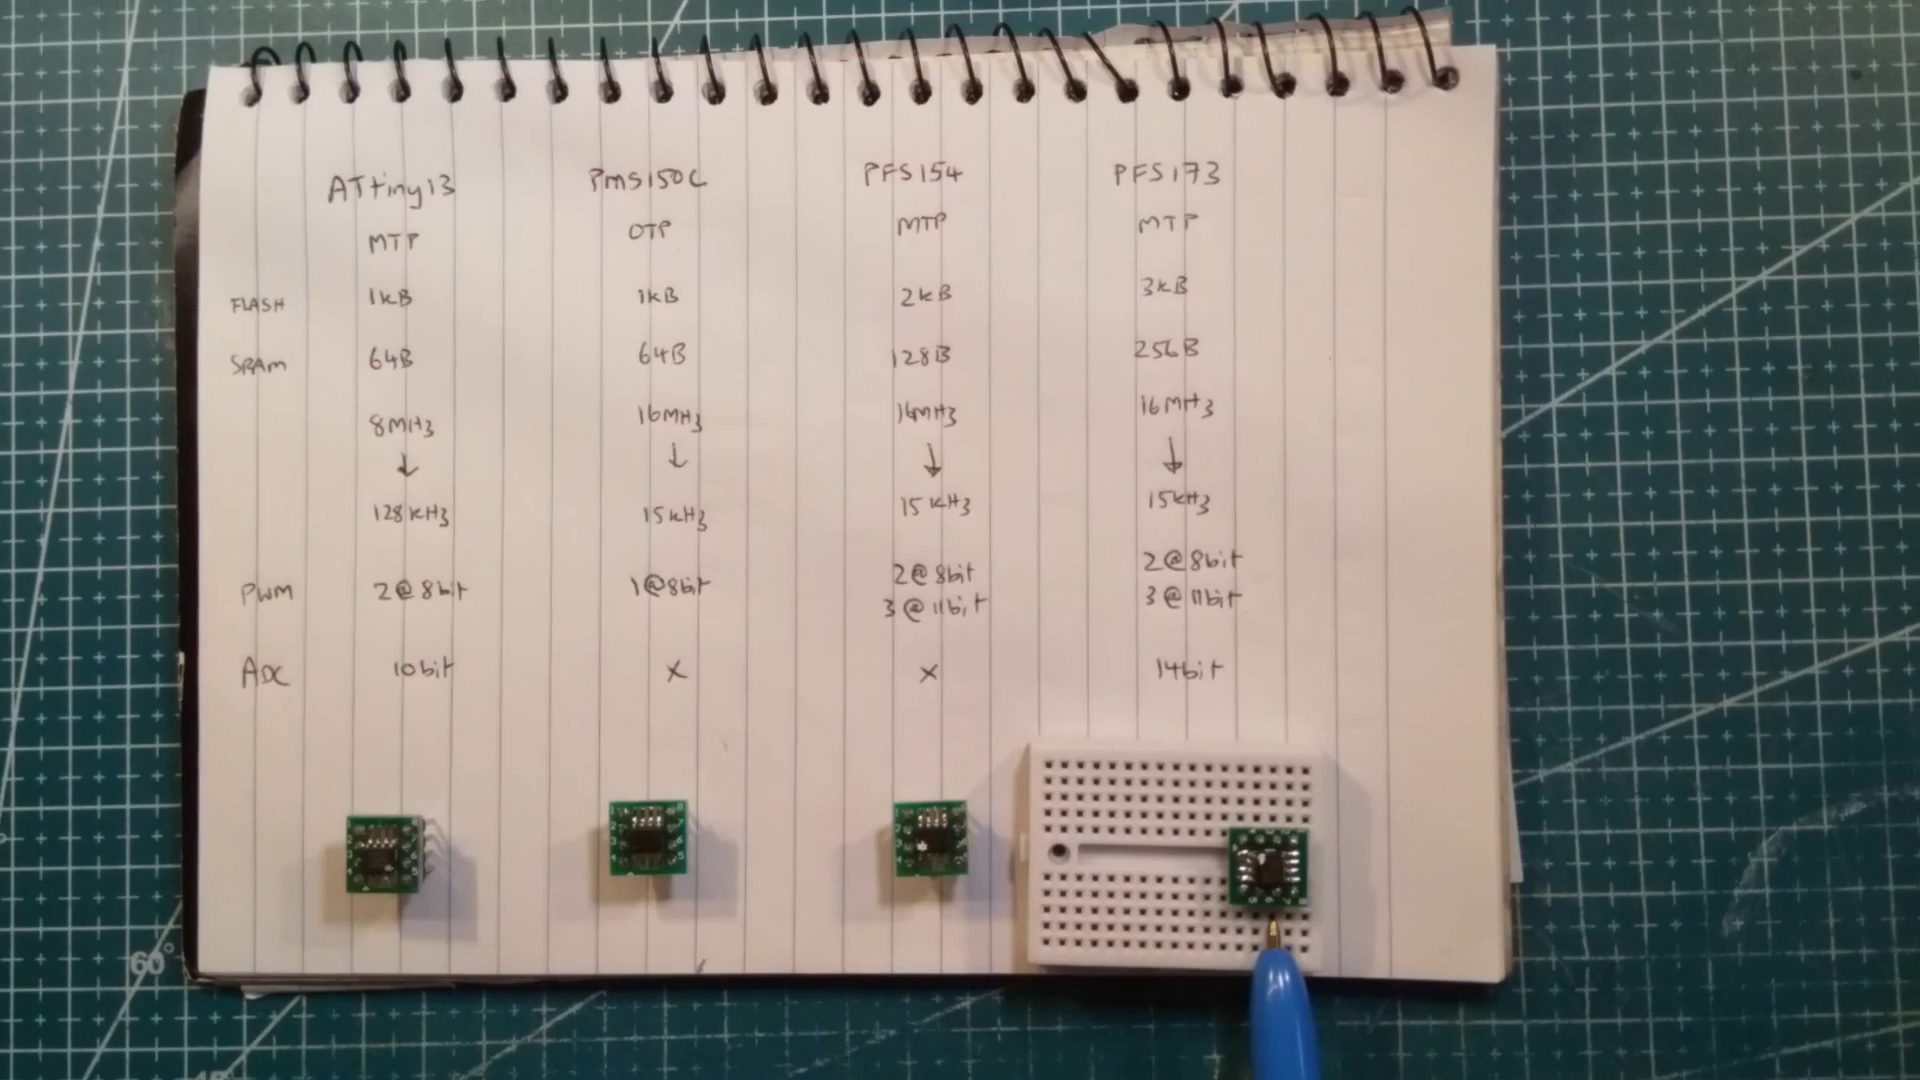 ATtiny13 PMS150C PFS154 PFS173
MTP OTP MTP MTP
FLASH 1kB 1kB 2kB 3kB
SRAM 64B 64B 128B 256B
8MHz 16MHz 16MHz 16MHz
↓ ↓ ↓ ↓
128kHz 15kHz 15kHz 15kHz
PWM 2@8bit 1@8bit 2@8bit 2@8bit
3@11bit 3@11bit
ADC 10bit X X 14bit
60°